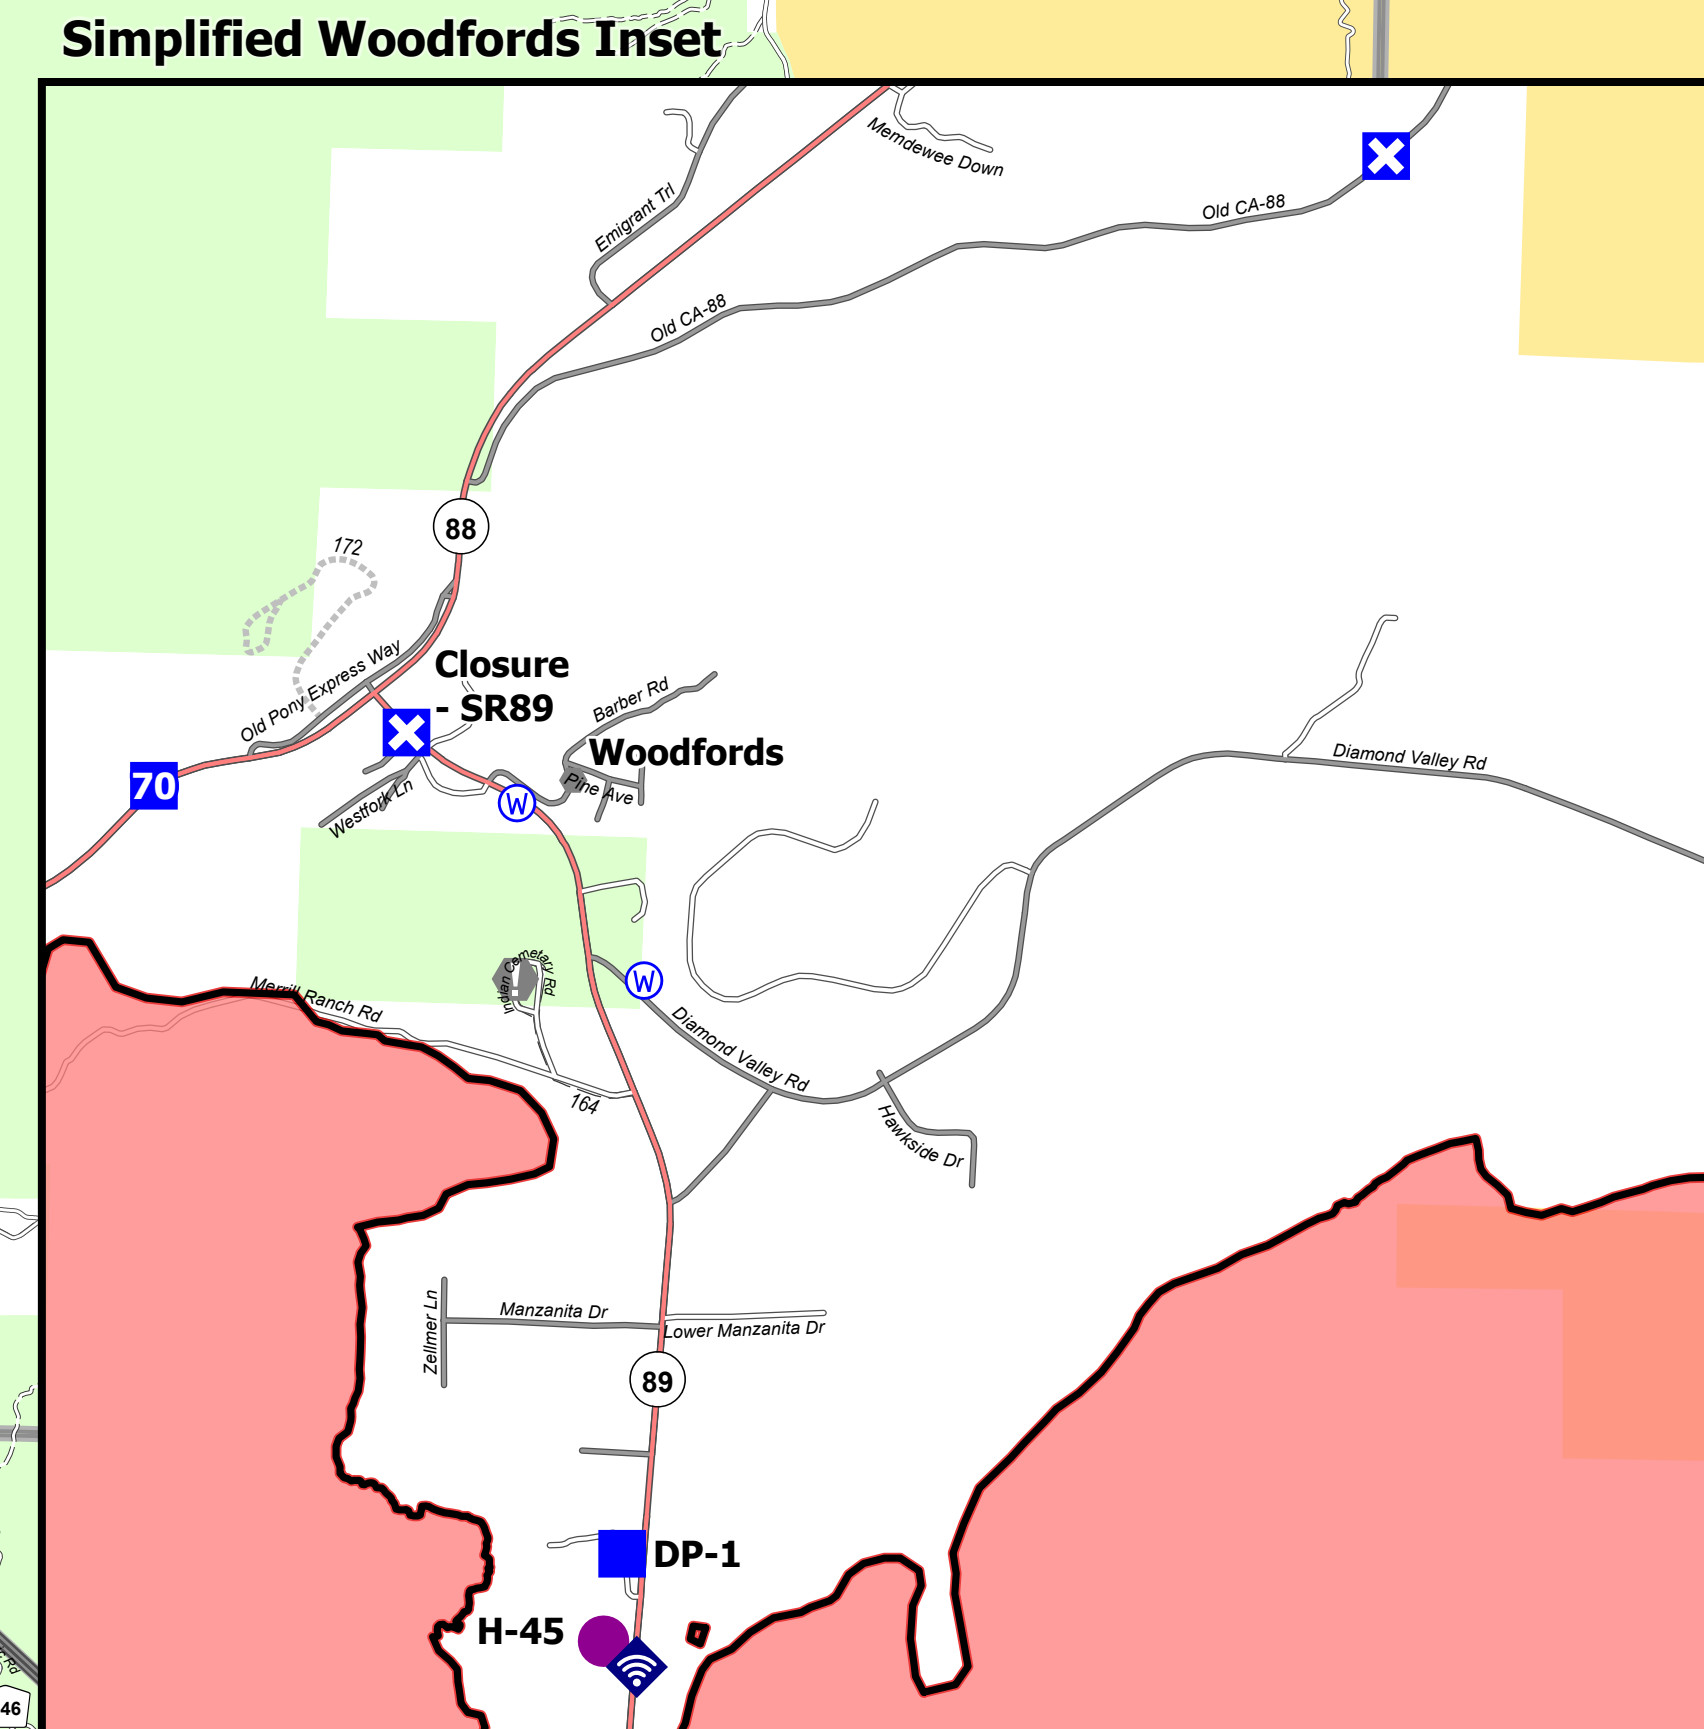 Simplified Woodfords Inset
Memdewee Down
Emigrant Trl
Old CA-88
Old CA-88
88
172
Old Pony Express Way
Closure
- SR89
Barber Rd
Woodfords
Diamond Valley Rd
70
Pine Ave
Westfork Ln
W
Indian Cemetary Rd
W
Merrill Ranch Rd
Diamond Valley Rd
164
Hawkside Dr
Zellmer Ln
Manzanita Dr
Lower Manzanita Dr
89
DP-1
H-45
Rd
46